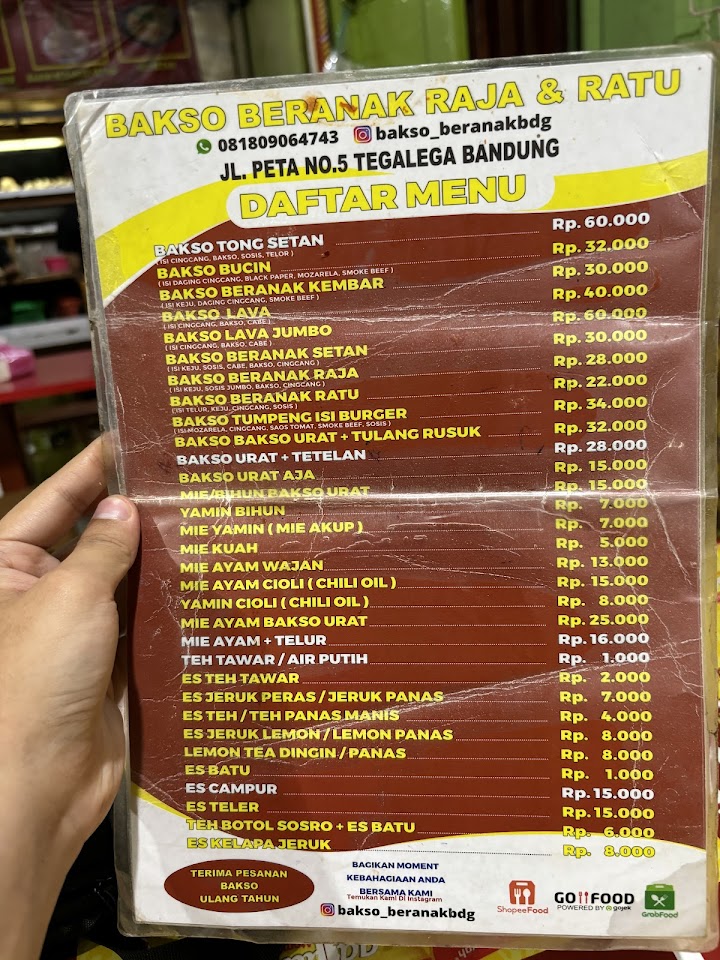 BAKSO BERANAK RAJA & RATU
081809064743 bakso_beranakbdg
JL. PETA NO.5 TEGALEGA BANDUNG
DAFTAR MENU
BAKSO TONG SETAN Rp. 60.000
( ISI CINGCANG, BAKSO, SOSIS, TELOR )
BAKSO BUCIN Rp. 32.000
( ISI DAGING CINGCANG, BLACK PAPER, MOZARELA, SMOKE BEEF )
BAKSO BERANAK KEMBAR Rp. 30.000
( ISI KEJU, DAGING CINGCANG, SMOKE BEEF )
BAKSO LAVA Rp. 40.000
( ISI CINGCANG, BAKSO, CABE )
BAKSO LAVA JUMBO Rp. 60.000
( ISI CINGCANG, BAKSO, CABE )
BAKSO BERANAK SETAN Rp. 30.000
( ISI KEJU, SOSIS, CABE, BAKSO, CINGCANG )
BAKSO BERANAK RAJA Rp. 28.000
( ISI KEJU, SOSIS JUMBO, BAKSO, CINGCANG )
BAKSO BERANAK RATU Rp. 22.000
( ISI TELUR, KEJU, CINGCANG, SOSIS )
BAKSO TUMPENG ISI BURGER Rp. 34.000
( ISI MOZARELA, CINGCANG, SAOS TOMAT, SMOKE BEEF, SOSIS )
BAKSO BAKSO URAT + TULANG RUSUK Rp. 32.000
BAKSO URAT + TETELAN Rp. 28.000
BAKSO URAT AJA Rp. 15.000
MIE/BIHUN BAKSO URAT Rp. 15.000
YAMIN BIHUN Rp. 7.000
MIE YAMIN ( MIE AKUP ) Rp. 7.000
MIE KUAH Rp. 5.000
MIE AYAM WAJAN Rp. 13.000
MIE AYAM CIOLI ( CHILI OIL ) Rp. 15.000
YAMIN CIOLI ( CHILI OIL ) Rp. 8.000
MIE AYAM BAKSO URAT Rp. 25.000
MIE AYAM + TELUR Rp. 16.000
TEH TAWAR / AIR PUTIH Rp. 1.000
ES TEH TAWAR Rp. 2.000
ES JERUK PERAS / JERUK PANAS Rp. 7.000
ES TEH / TEH PANAS MANIS Rp. 4.000
ES JERUK LEMON / LEMON PANAS Rp. 8.000
LEMON TEA DINGIN / PANAS Rp. 8.000
ES BATU Rp. 1.000
ES CAMPUR Rp. 15.000
ES TELER Rp. 15.000
TEH BOTOL SOSRO + ES BATU Rp. 6.000
ES KELAPA JERUK Rp. 8.000
TERIMA PESANAN
BAKSO
ULANG TAHUN
BAGIKAN MOMENT
KEBAHAGIAAN ANDA
BERSAMA KAMI
Temukan Kami Di Instagram
bakso_beranakbdg
ShopeeFood
GO FOOD
POWERED BY gojek
GrabFood